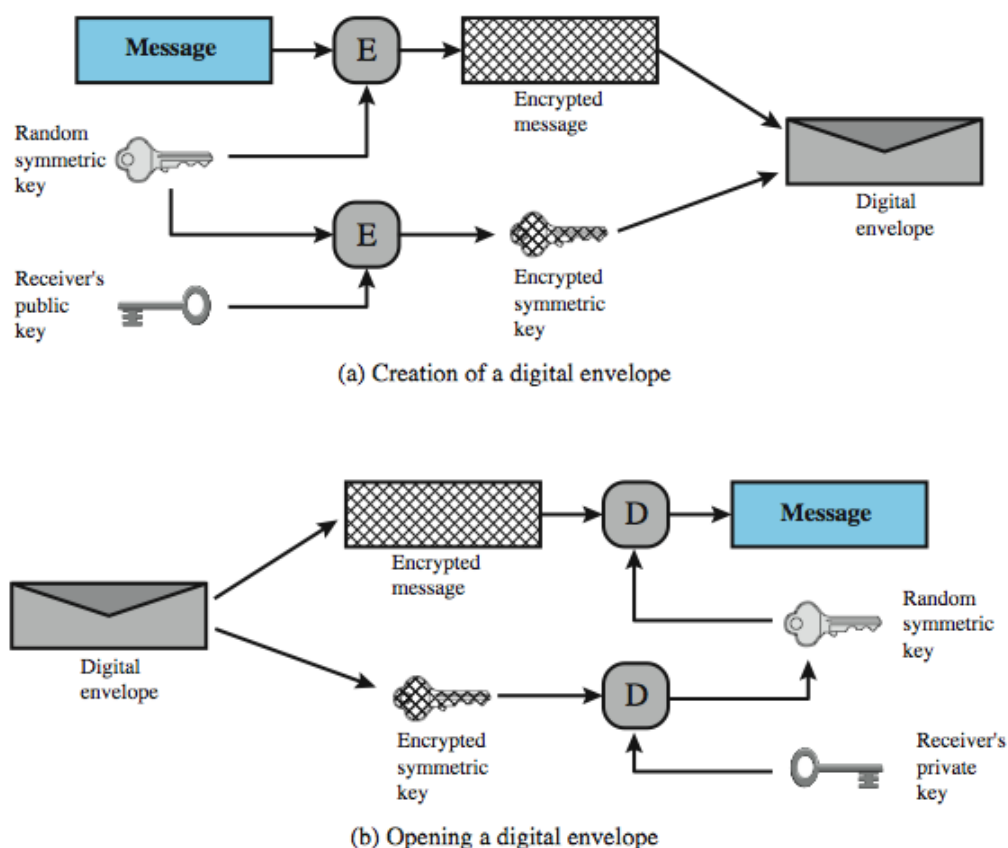 Message
E
Encrypted
message
Random
symmetric
key
Digital
envelope
E
Receiver's
public
key
Encrypted
symmetric
key
(a) Creation of a digital envelope
D
Message
Encrypted
message
Random
symmetric
key
Digital
envelope
D
Encrypted
symmetric
key
Receiver's
private
key
(b) Opening a digital envelope